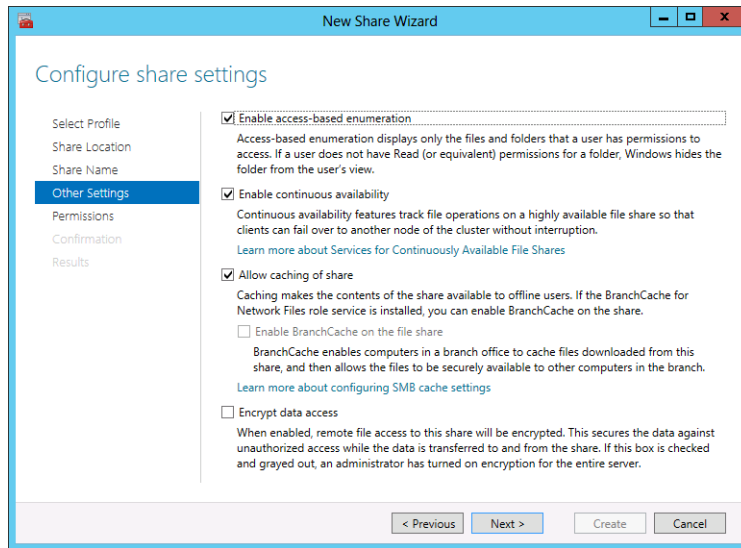 New Share Wizard
Configure share settings
Select Profile
Share Location
Share Name
Other Settings
Permissions
Confirmation
Results
Enable access-based enumeration
Access-based enumeration displays only the files and folders that a user has permissions to
access. If a user does not have Read (or equivalent) permissions for a folder, Windows hides the
folder from the user's view.
Enable continuous availability
Continuous availability features track file operations on a highly available file share so that
clients can fail over to another node of the cluster without interruption.
Learn more about Services for Continuously Available File Shares
Allow caching of share
Caching makes the contents of the share available to offline users. If the BranchCache for
Network Files role service is installed, you can enable BranchCache on the share.
Enable BranchCache on the file share
BranchCache enables computers in a branch office to cache files downloaded from this
share, and then allows the files to be securely available to other computers in the branch.
Learn more about configuring SMB cache settings
Encrypt data access
When enabled, remote file access to this share will be encrypted. This secures the data against
unauthorized access while the data is transferred to and from the share. If this box is checked
and grayed out, an administrator has turned on encryption for the entire server.
< Previous
Next >
Create
Cancel